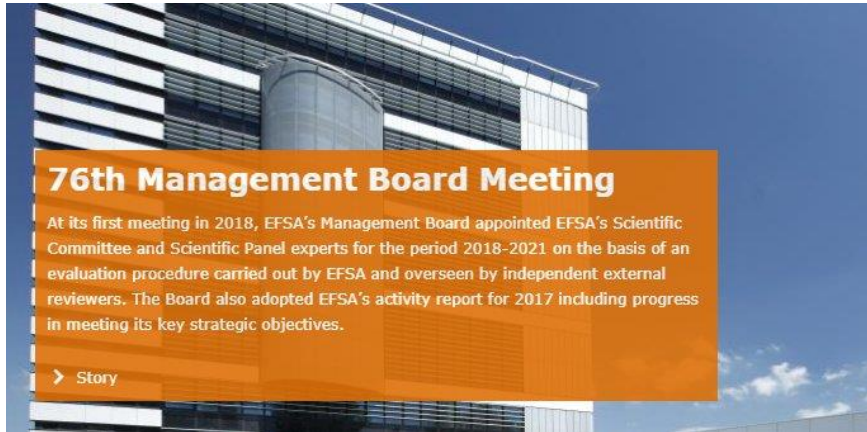 76th Management Board Meeting
At its first meeting in 2018, EFSA's Management Board appointed EFSA's Scientific
Committee and Scientific Panel experts for the period 2018-2021 on the basis of an
evaluation procedure carried out by EFSA and overseen by independent external
reviewers. The Board also adopted EFSA's activity report for 2017 including progress
in meeting its key strategic objectives.
Story